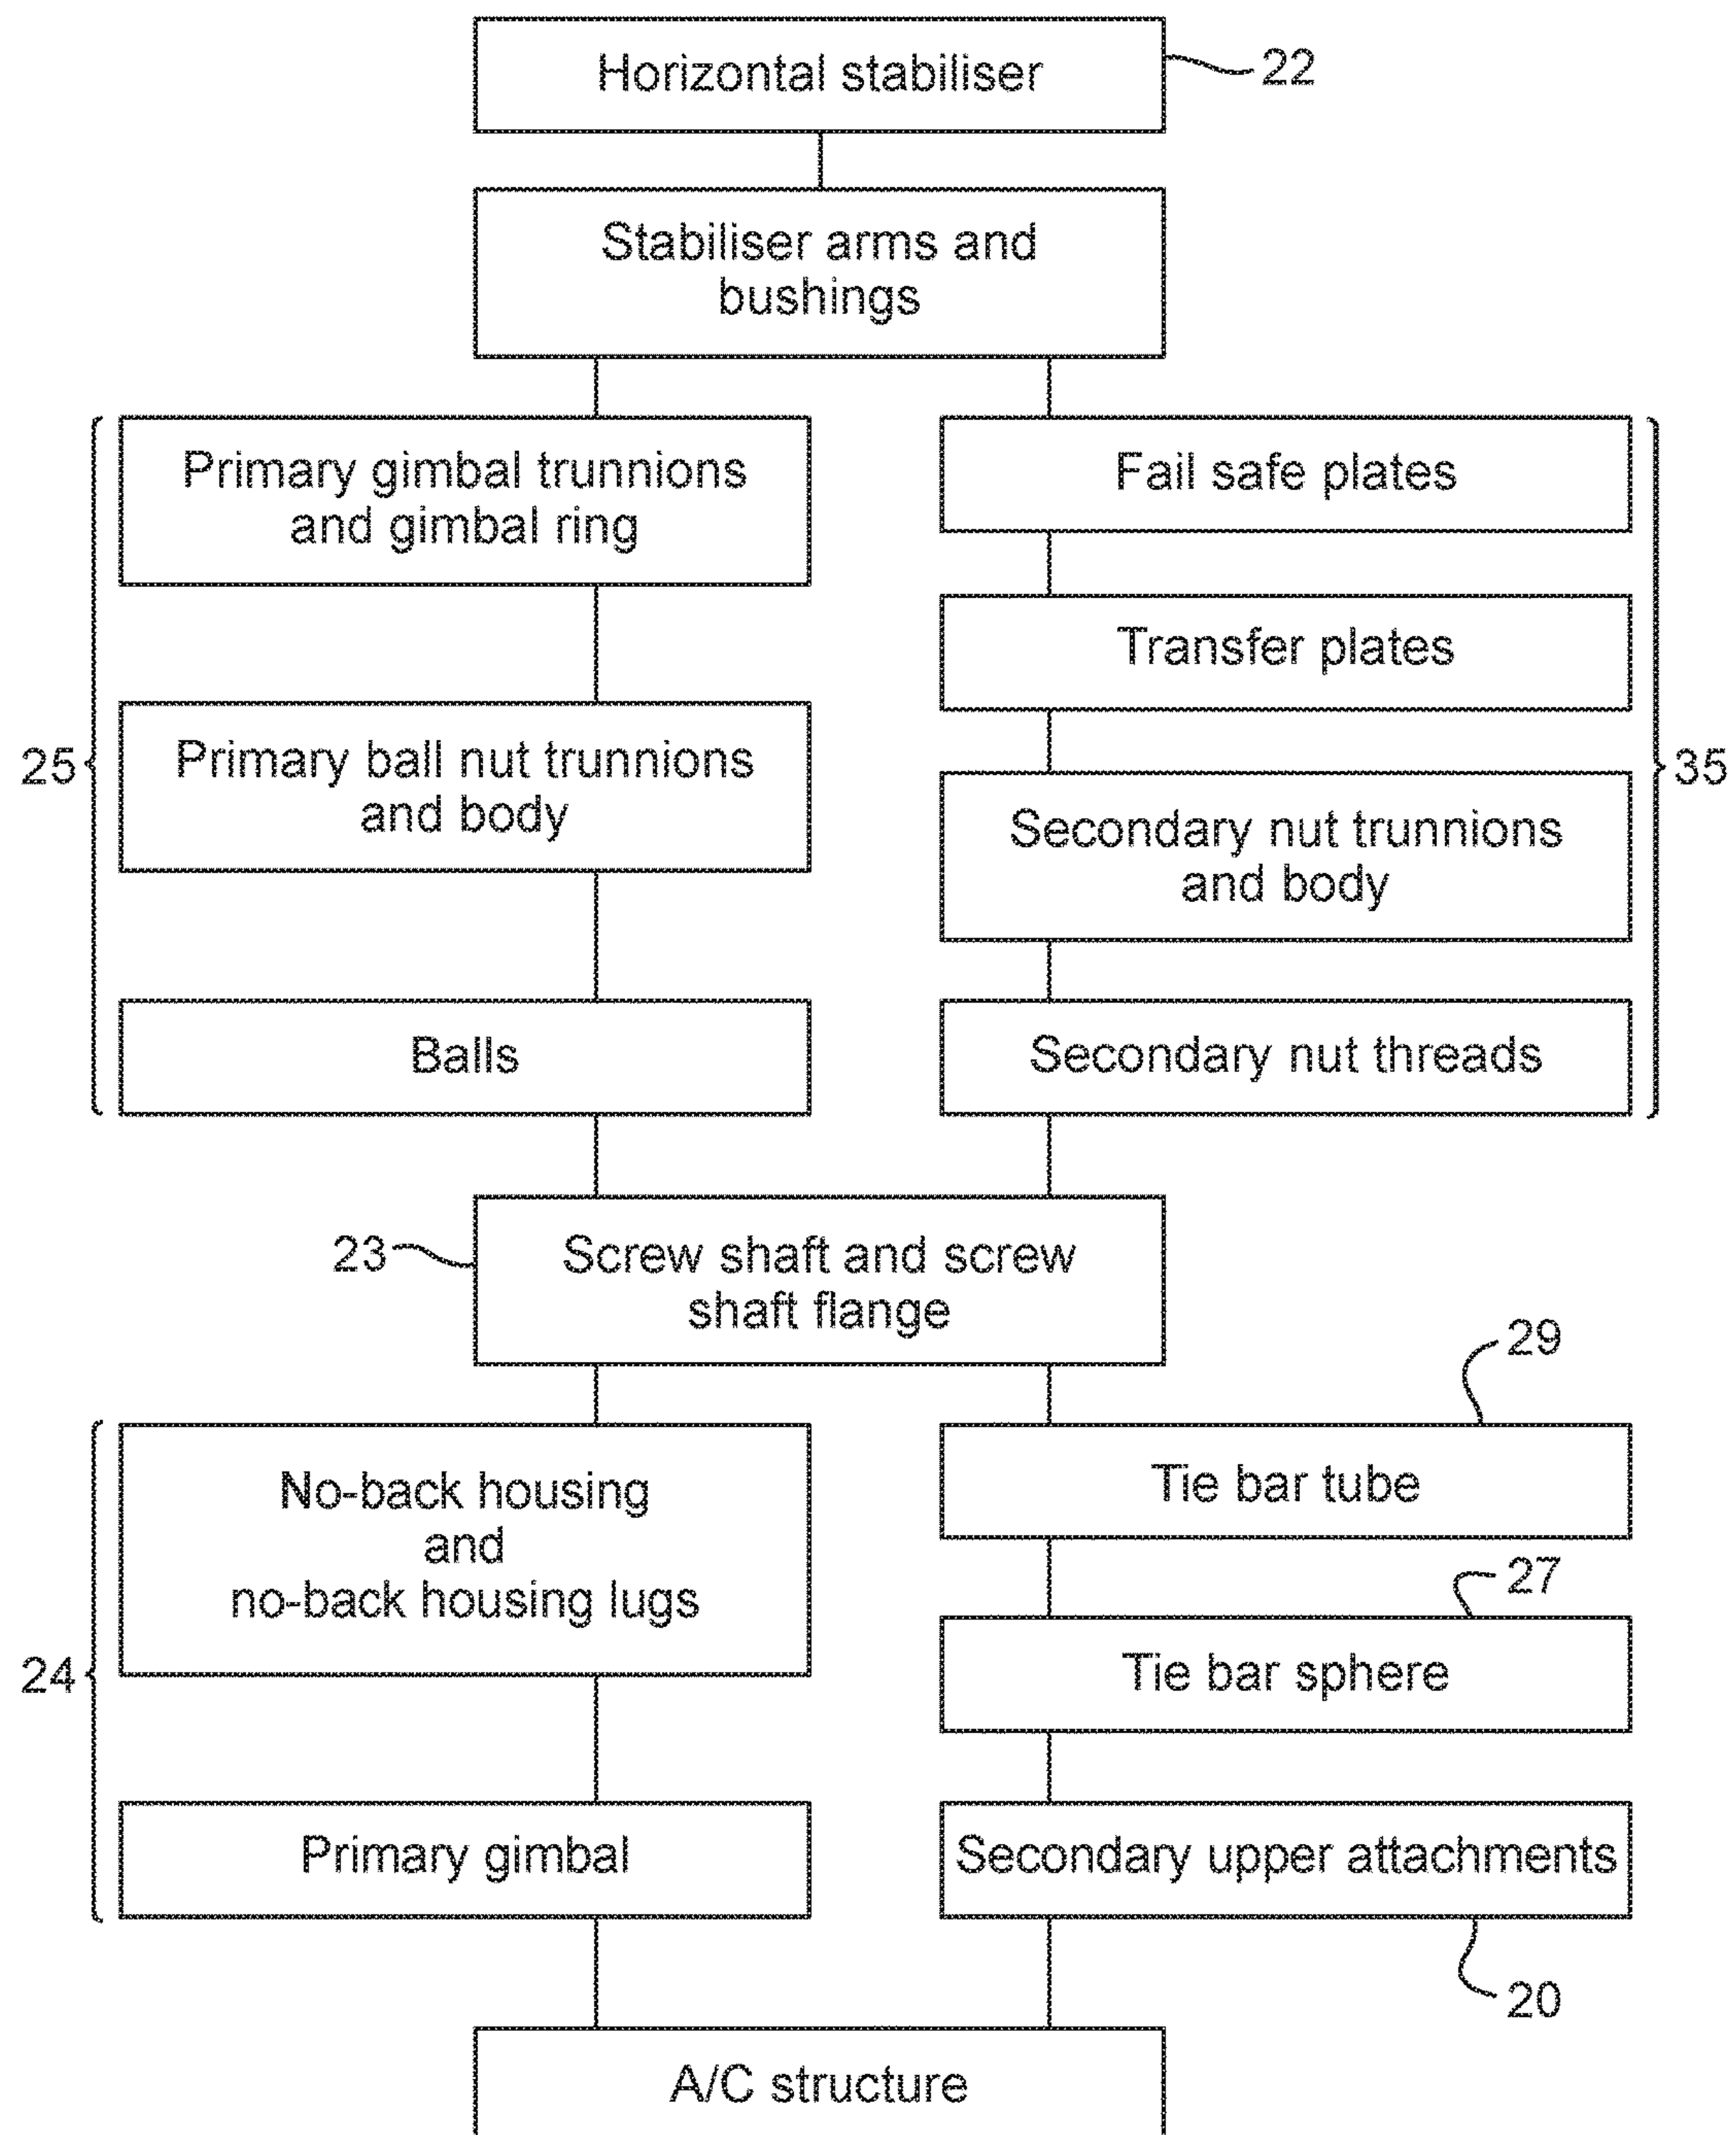 Horizontal stabiliser
22
Stabiliser arms and
bushings
25
Primary gimbal trunnions
and gimbal ring
Primary ball nut trunnions
and body
Balls
Fail safe plates
Transfer plates
Secondary nut trunnions
and body
Secondary nut threads
35
23
Screw shaft and screw
shaft flange
24
No-back housing
and
no-back housing lugs
Primary gimbal
29
Tie bar tube
27
Tie bar sphere
Secondary upper attachments
20
A/C structure